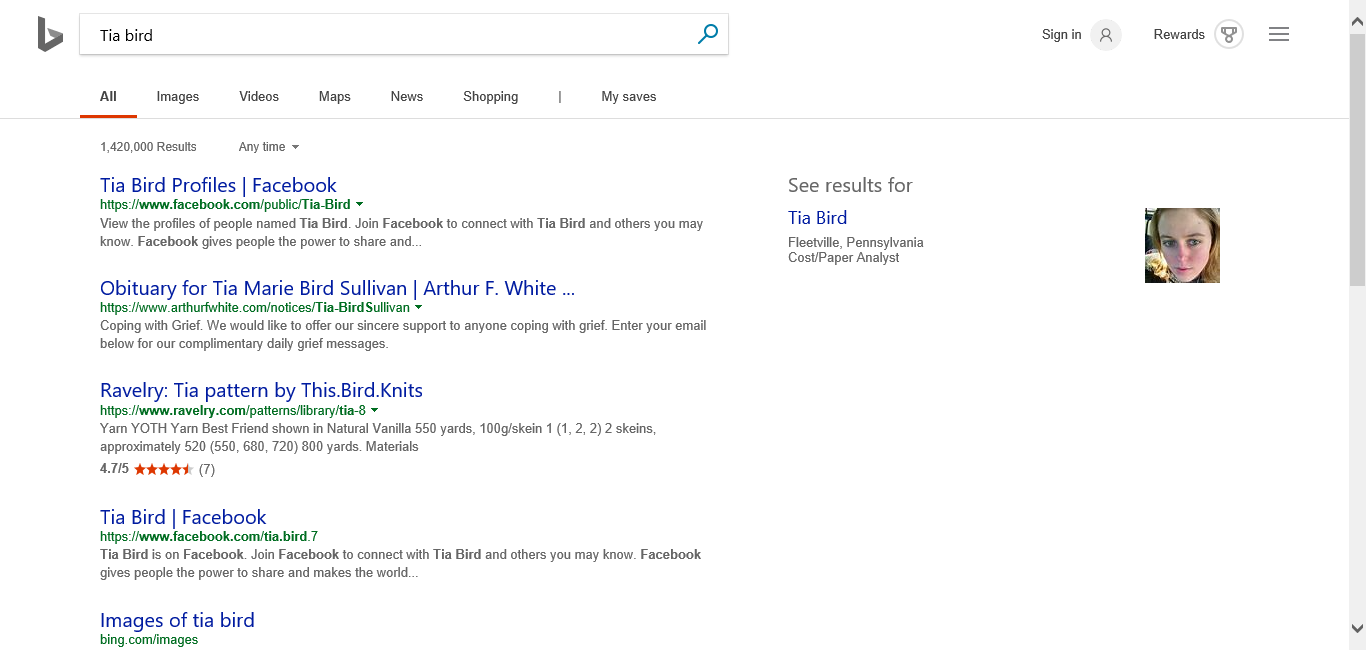 Tia bird
Sign in
Rewards
All Images Videos Maps News Shopping | My saves
1,420,000 Results Any time
Tia Bird Profiles | Facebook
https://www.facebook.com/public/Tia-Bird
View the profiles of people named Tia Bird. Join Facebook to connect with Tia Bird and others you may
know. Facebook gives people the power to share and...
Obituary for Tia Marie Bird Sullivan | Arthur F. White ...
https://www.arthurfwhite.com/notices/Tia-BirdSullivan
Coping with Grief. We would like to offer our sincere support to anyone coping with grief. Enter your email
below for our complimentary daily grief messages.
Ravelry: Tia pattern by This.Bird.Knits
https://www.ravelry.com/patterns/library/tia-8
Yarn YOTH Yarn Best Friend shown in Natural Vanilla 550 yards, 100g/skein 1 (1, 2, 2) 2 skeins,
approximately 520 (550, 680, 720) 800 yards. Materials
4.7/5 (7)
Tia Bird | Facebook
https://www.facebook.com/tia.bird.7
Tia Bird is on Facebook. Join Facebook to connect with Tia Bird and others you may know. Facebook
gives people the power to share and makes the world...
Images of tia bird
bing.com/images
See results for
Tia Bird
Fleetville, Pennsylvania
Cost/Paper Analyst